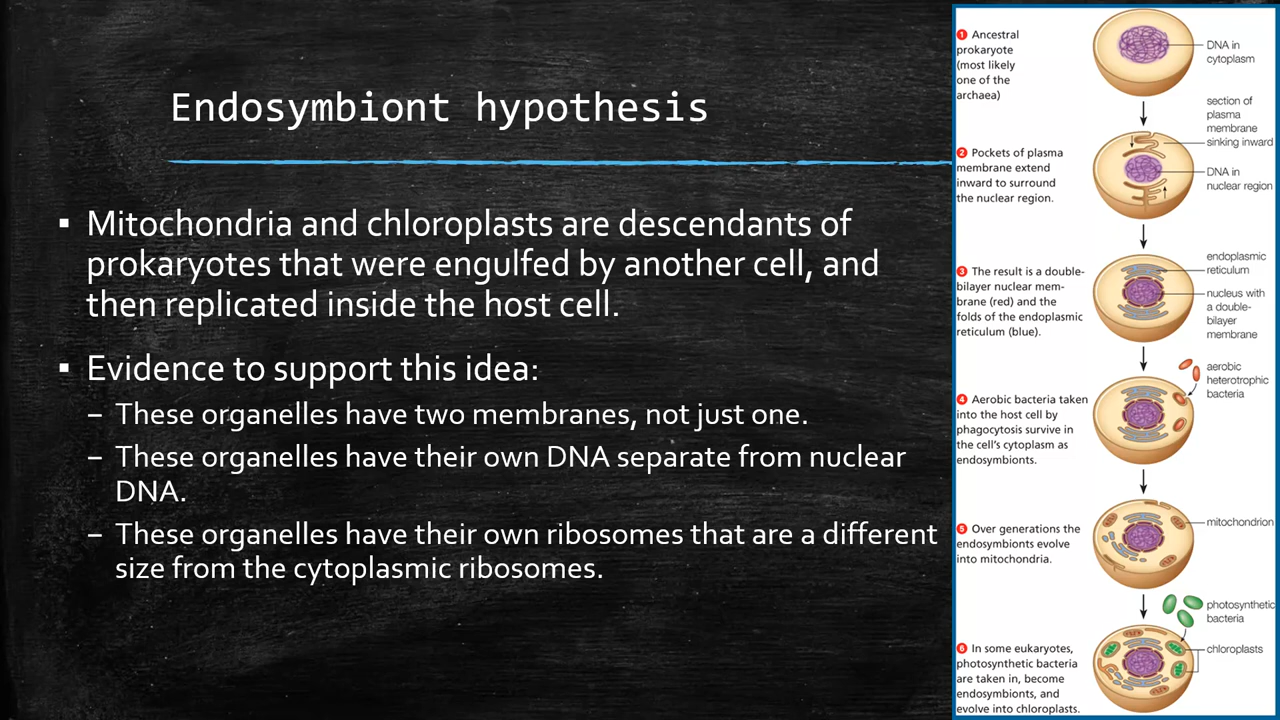 Endosymbiont hypothesis
▪ Mitochondria and chloroplasts are descendants of
prokaryotes that were engulfed by another cell, and
then replicated inside the host cell.
▪ Evidence to support this idea:
– These organelles have two membranes, not just one.
– These organelles have their own DNA separate from nuclear
DNA.
– These organelles have their own ribosomes that are a different
size from the cytoplasmic ribosomes.
1 Ancestral
prokaryote
(most likely
one of the
archaea)
DNA in
cytoplasm
section of
plasma
membrane
sinking inward
2 Pockets of plasma
membrane extend
inward to surround
the nuclear region.
DNA in
nuclear region
endoplasmic
reticulum
3 The result is a double-
bilayer nuclear mem-
brane (red) and the
folds of the endoplasmic
reticulum (blue).
nucleus with
a double-
bilayer
membrane
aerobic
heterotrophic
bacteria
4 Aerobic bacteria taken
into the host cell by
phagocytosis survive in
the cell's cytoplasm as
endosymbionts.
5 Over generations the
endosymbionts evolve
into mitochondria.
mitochondrion
photosynthetic
bacteria
6 In some eukaryotes,
photosynthetic bacteria
are taken in, become
endosymbionts, and
evolve into chloroplasts.
chloroplasts